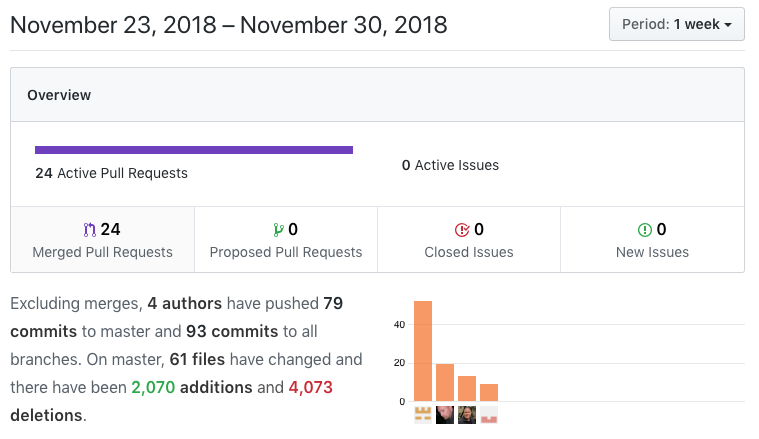 November 23, 2018 – November 30, 2018
Period: 1 week
Overview
24 Active Pull Requests
0 Active Issues
24
Merged Pull Requests
0
Proposed Pull Requests
0
Closed Issues
0
New Issues
Excluding merges, 4 authors have pushed 79
commits to master and 93 commits to all
branches. On master, 61 files have changed and
there have been 2,070 additions and 4,073
deletions.
40
20
0